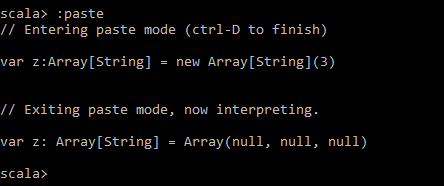 scala> :paste
// Entering paste mode (ctrl-D to finish)
var z:Array[String] = new Array[String](3)
// Exiting paste mode, now interpreting.
var z: Array[String] = Array(null, null, null)
scala>